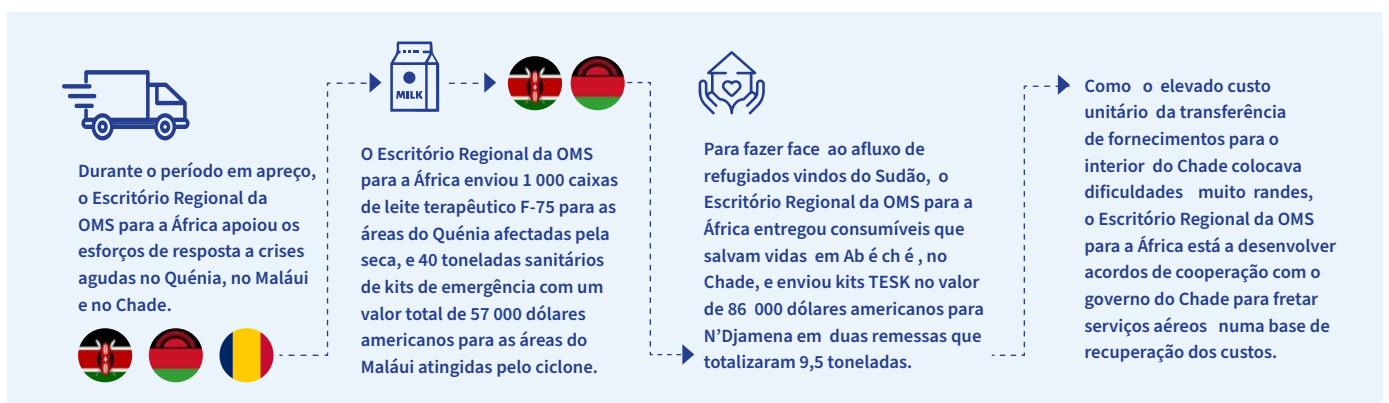 Durante o período em apreço,
o Escritório Regional da
OMS para a África apoiou os
esforços de resposta a crises
agudas no Quénia, no Maláui
e no Chade.
MILK
O Escritório Regional da OMS
para a África enviou 1 000 caixas
de leite terapêutico F-75 para as
áreas do Quénia afectadas pela
seca, e 40 toneladas sanitários
de kits de emergência com um
valor total de 57 000 dólares
americanos para as áreas do
Maláui atingidas pelo ciclone.
Para fazer face ao afluxo de
refugiados vindos do Sudão, o
Escritório Regional da OMS para a
África entregou consumíveis que
salvam vidas em Ab é ch é , no
Chade, e enviou kits TESK no valor
de 86 000 dólares americanos para
N’Djamena em duas remessas que
totalizaram 9,5 toneladas.
Como o elevado custo
unitário da transferência
de fornecimentos para o
interior do Chade colocava
dificuldades muito randes,
o Escritório Regional da OMS
para a África está a desenvolver
acordos de cooperação com o
governo do Chade para fretar
serviços aéreos numa base de
recuperação dos custos.